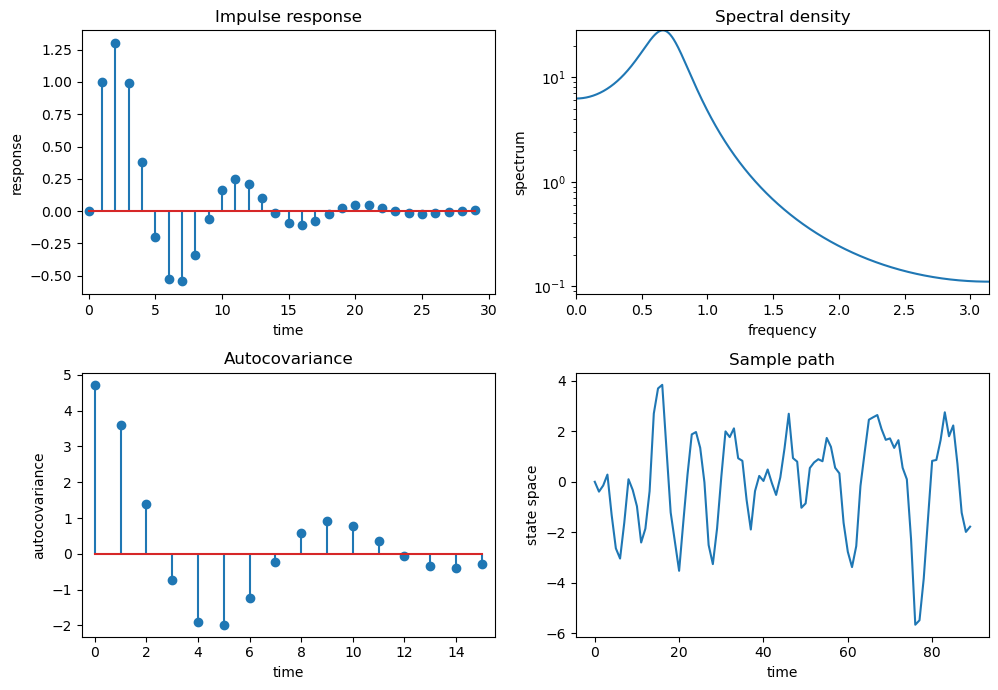 Impulse response
response
1.25
1.00
0.75
0.50
0.25
0.00
−0.25
−0.50
0 5 10 15 20 25 30
time
Spectral density
spectrum
10¹
10⁰
10⁻¹
0.0 0.5 1.0 1.5 2.0 2.5 3.0
frequency
Autocovariance
autocovariance
5
4
3
2
1
0
−1
−2
0 2 4 6 8 10 12 14
time
Sample path
state space
4
2
0
−2
−4
−6
0 20 40 60 80
time